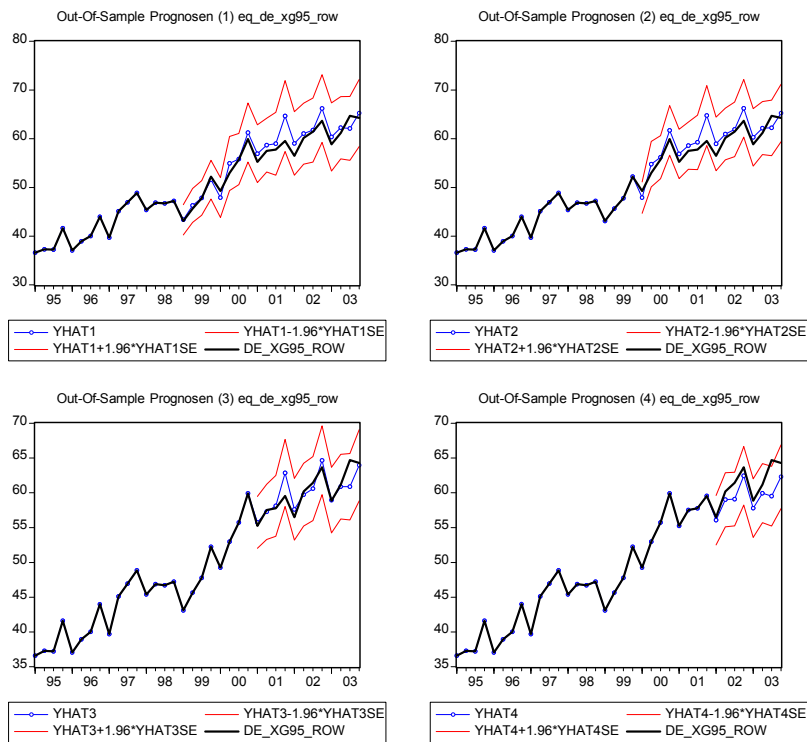 Out-Of-Sample Prognosen (1) eq_de_xg95_row
80
70
60
50
40
30
95 96 97 98 99 00 01 02 03
YHAT1 YHAT1-1.96*YHAT1SE
YHAT1+1.96*YHAT1SE DE_XG95_ROW
Out-Of-Sample Prognosen (2) eq_de_xg95_row
80
70
60
50
40
30
95 96 97 98 99 00 01 02 03
YHAT2 YHAT2-1.96*YHAT2SE
YHAT2+1.96*YHAT2SE DE_XG95_ROW
Out-Of-Sample Prognosen (3) eq_de_xg95_row
70
65
60
55
50
45
40
35
95 96 97 98 99 00 01 02 03
YHAT3 YHAT3-1.96*YHAT3SE
YHAT3+1.96*YHAT3SE DE_XG95_ROW
Out-Of-Sample Prognosen (4) eq_de_xg95_row
70
65
60
55
50
45
40
35
95 96 97 98 99 00 01 02 03
YHAT4 YHAT4-1.96*YHAT4SE
YHAT4+1.96*YHAT4SE DE_XG95_ROW